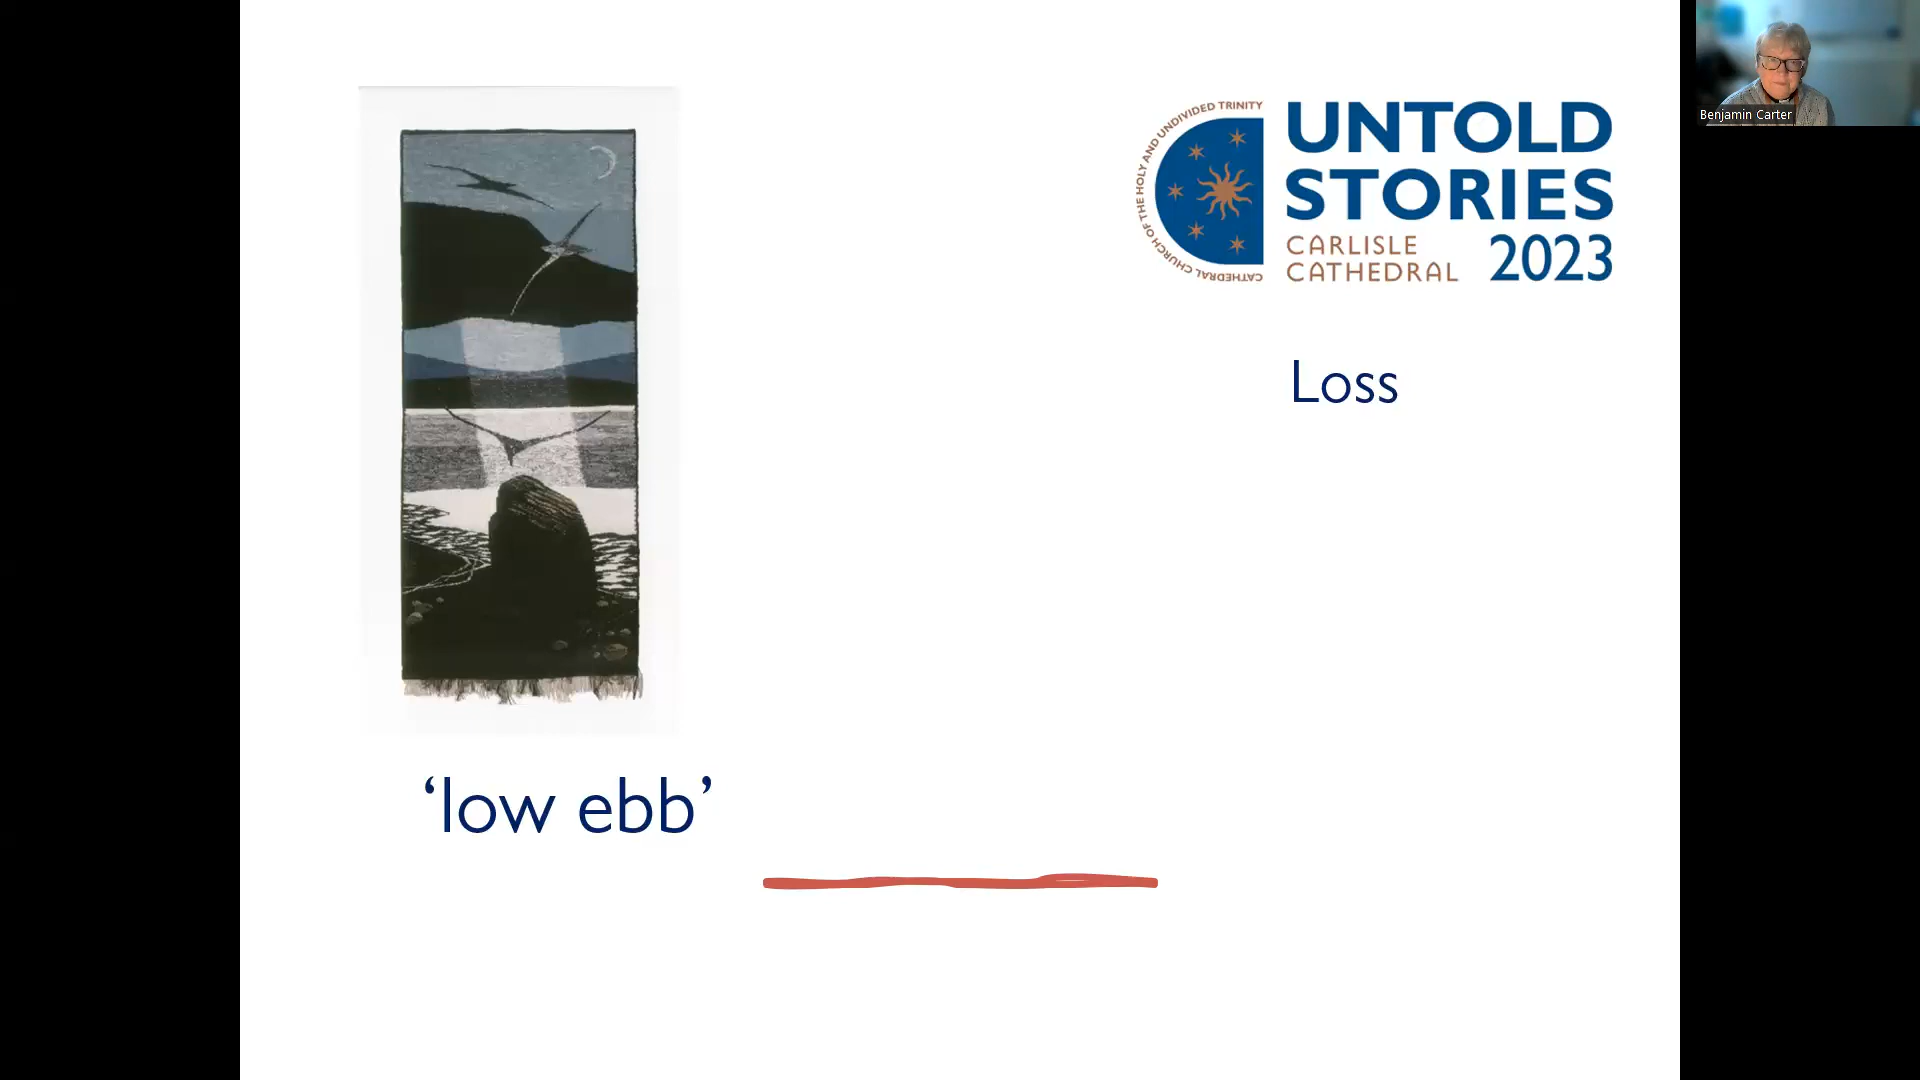 CATHEDRAL CHURCH OF THE HOLY AND UNDIVIDED TRINITY
UNTOLD
STORIES
CARLISLE
CATHEDRAL 2023
Benjamin Carter
Loss
‘low ebb’